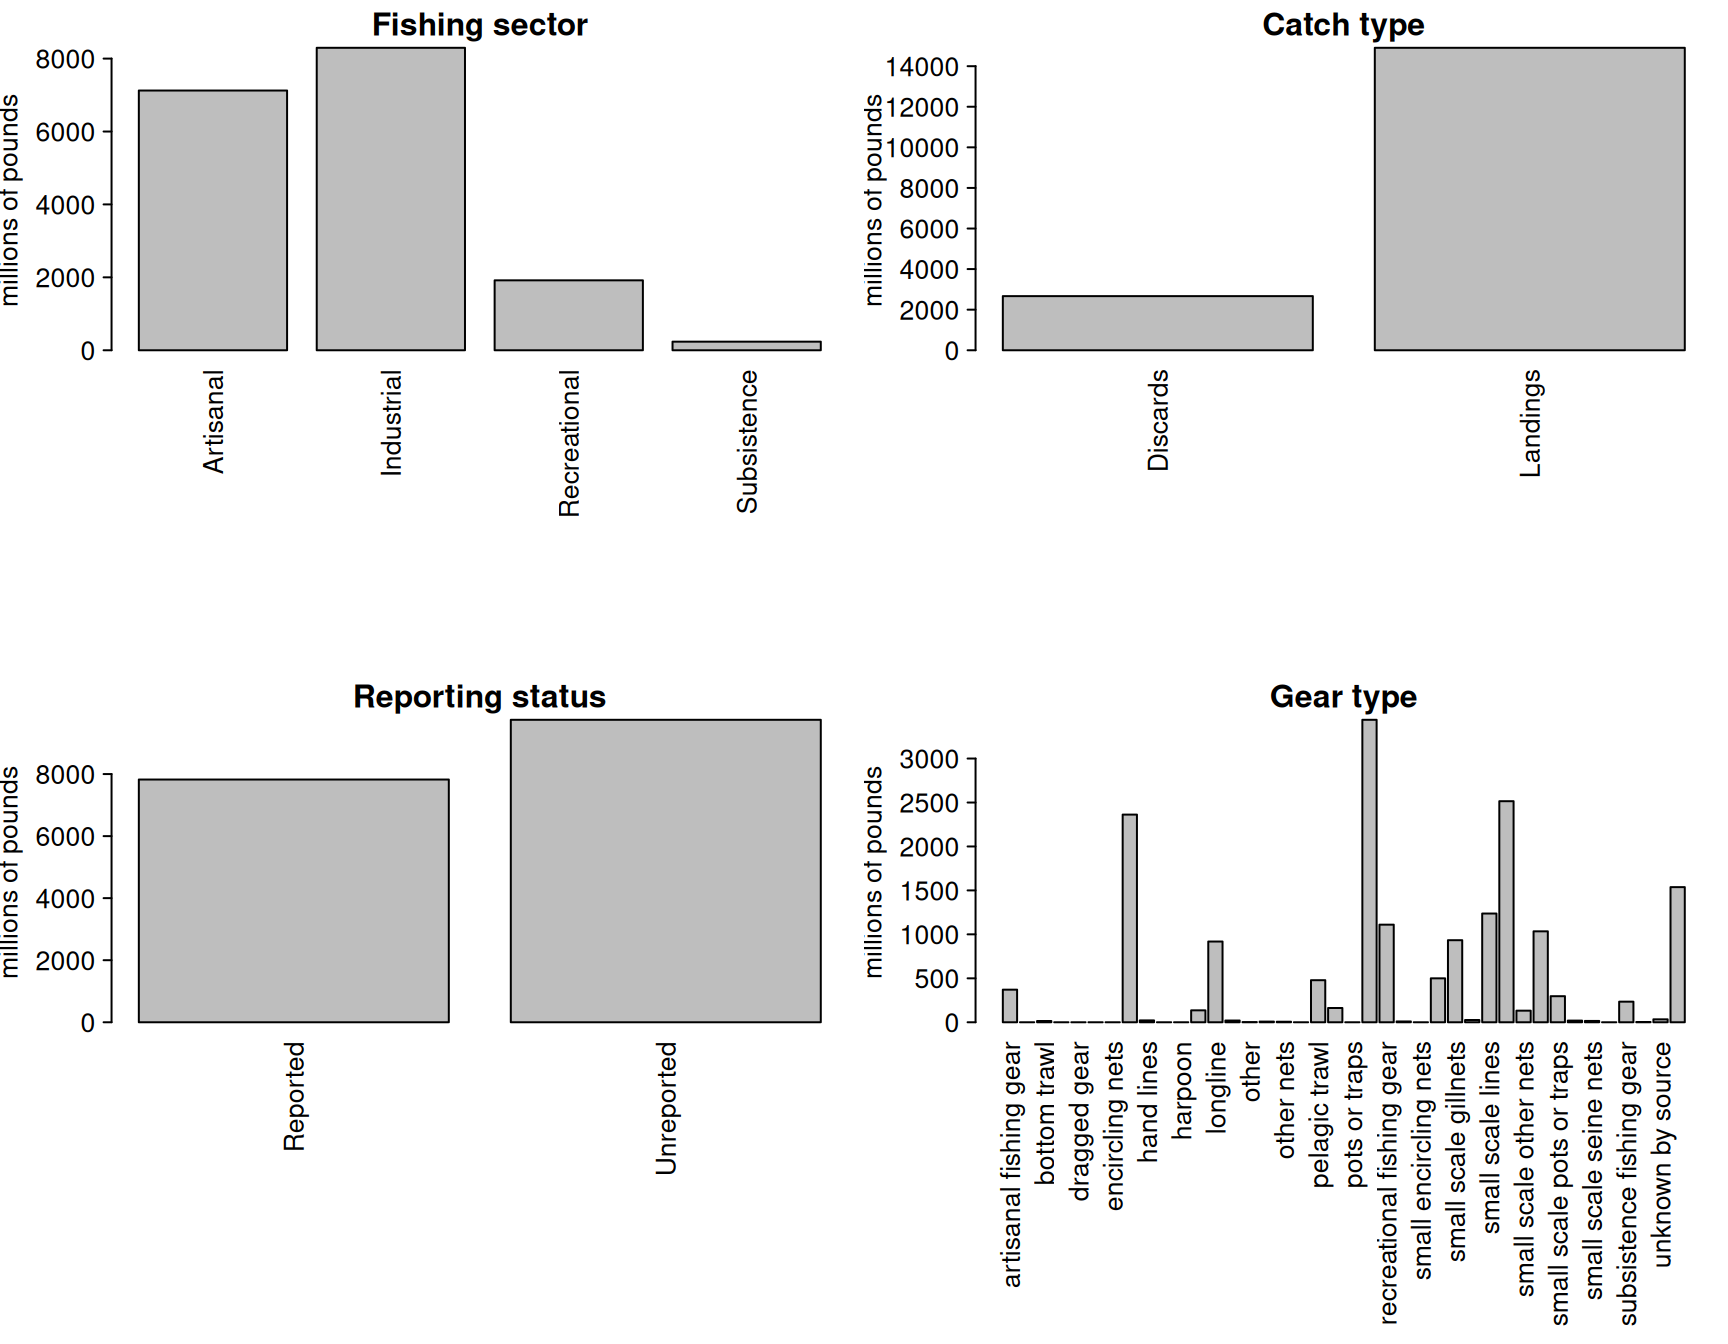 Fishing sector
millions of pounds
8000
6000
4000
2000
0
Artisanal
Industrial
Recreational
Subsistence
Catch type
millions of pounds
14000
12000
10000
8000
6000
4000
2000
0
Discards
Landings
Reporting status
millions of pounds
8000
6000
4000
2000
0
Reported
Unreported
Gear type
millions of pounds
3000
2500
2000
1500
1000
500
0
artisanal fishing gear
bottom trawl
dragged gear
encircling nets
hand lines
harpoon
longline
other
other nets
pelagic trawl
pots or traps
recreational fishing gear
small encircling nets
small scale gillnets
small scale lines
small scale other nets
small scale pots or traps
small scale seine nets
subsistence fishing gear
unknown by source